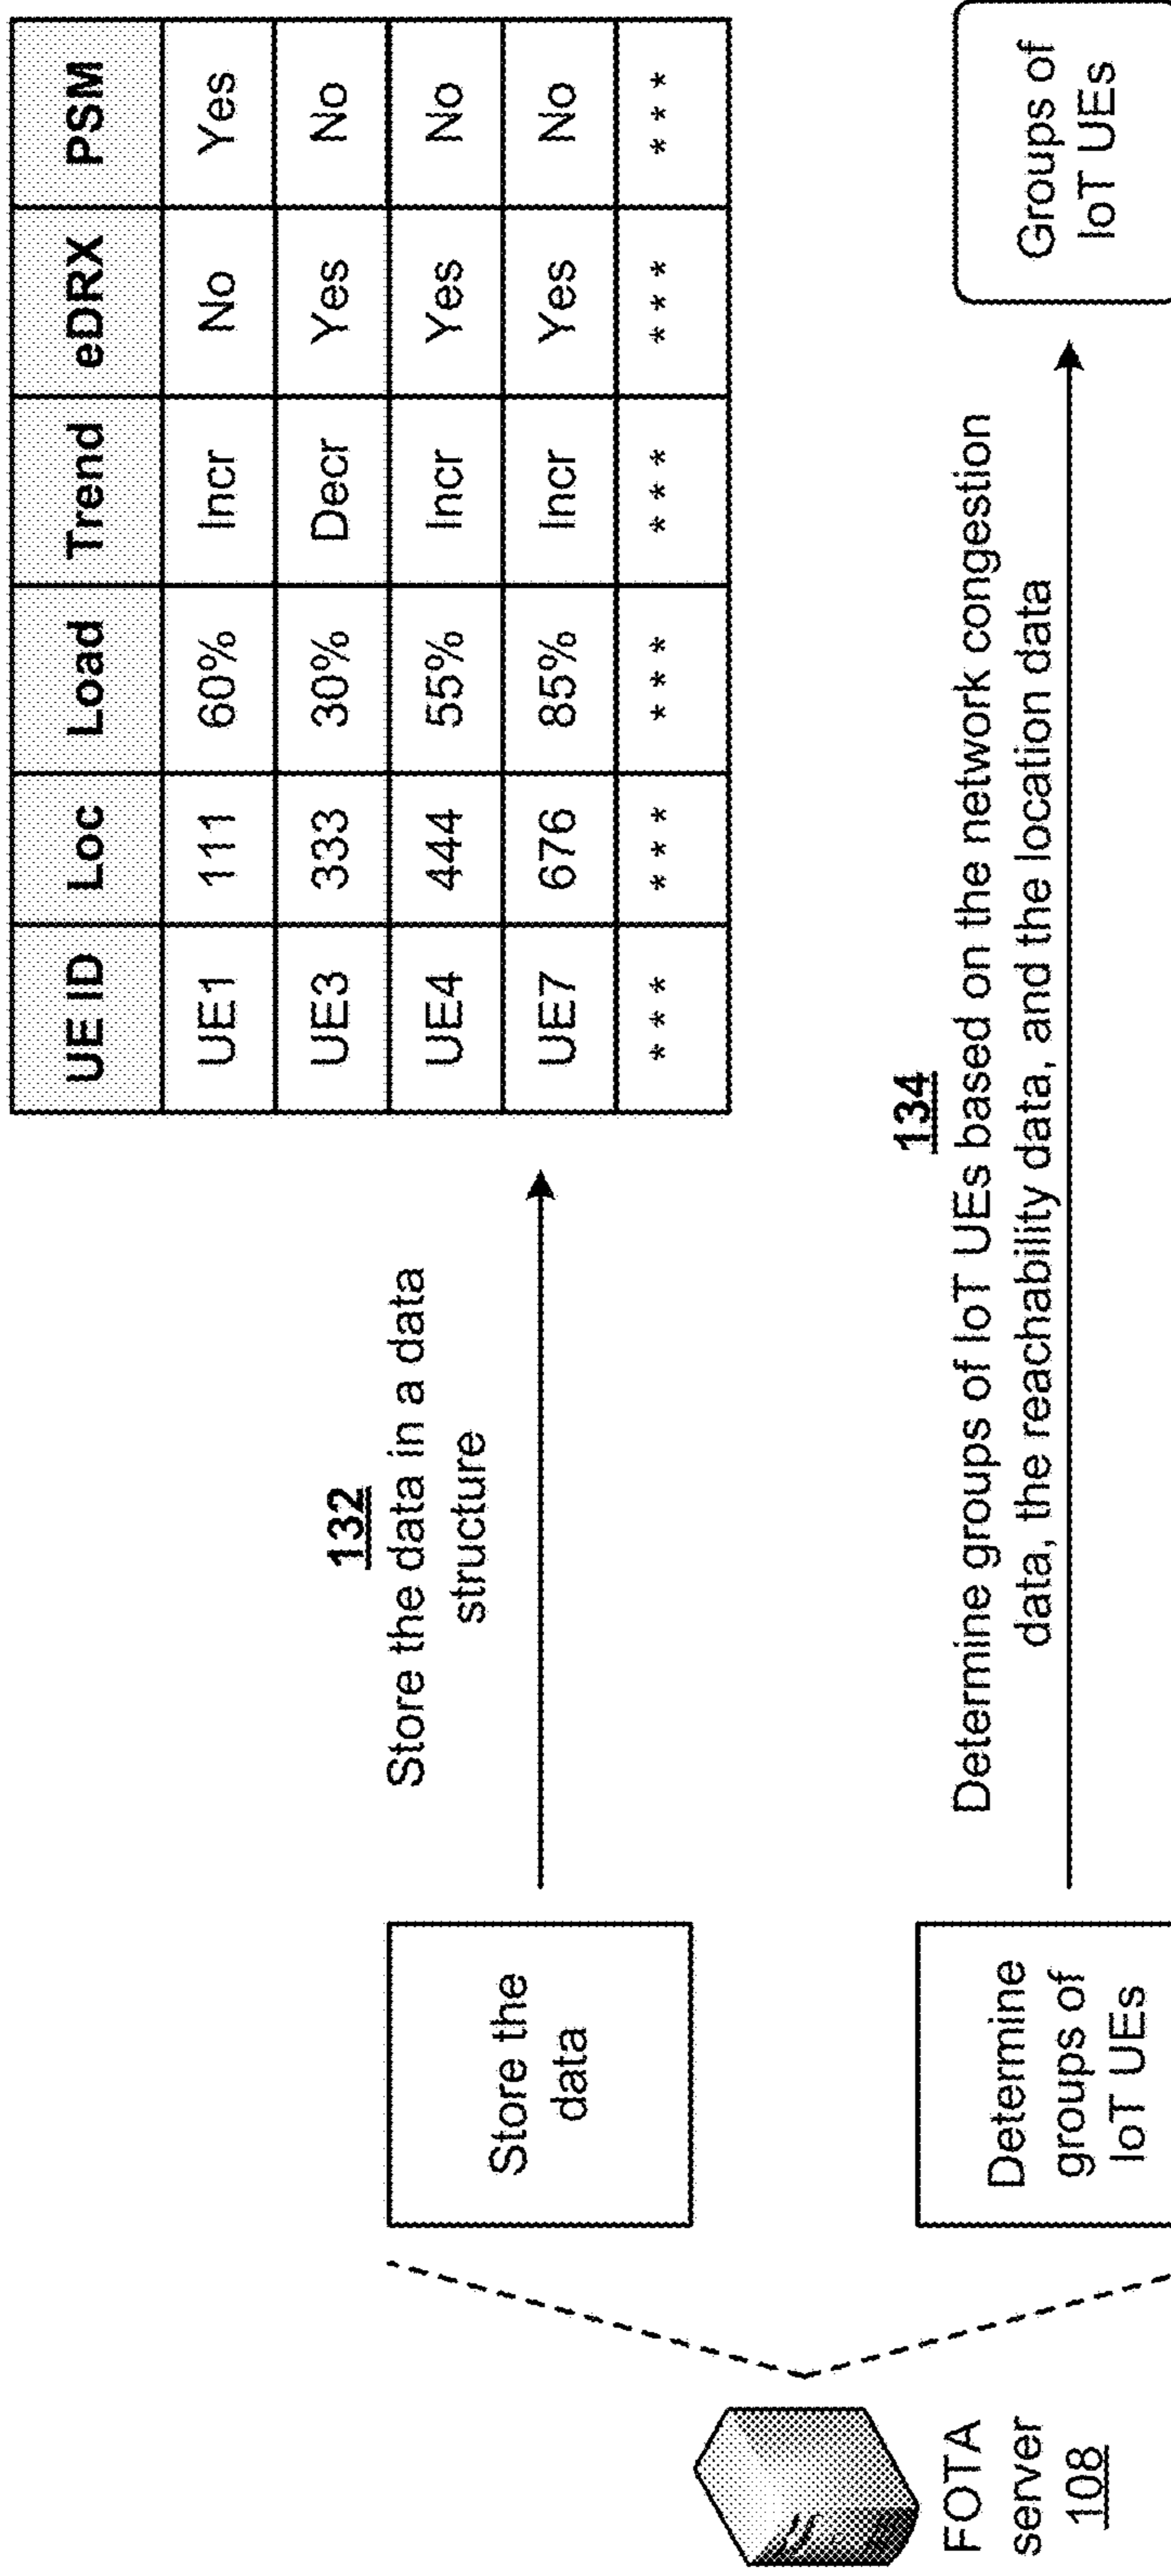 UE ID Loc Load Trend eDRX PSM
UE1 111 60% Incr No Yes
UE3 333 30% Decr Yes No
UE4 444 55% Incr Yes No
UE7 676 85% Incr Yes No
*** *** *** *** *** ***
132
Store the data in a data
structure
Store the
data
134
Determine groups of IoT UEs based on the network congestion
data, the reachability data, and the location data
Determine
groups of
IoT UEs
Groups of
IoT UEs
FOTA
server
108